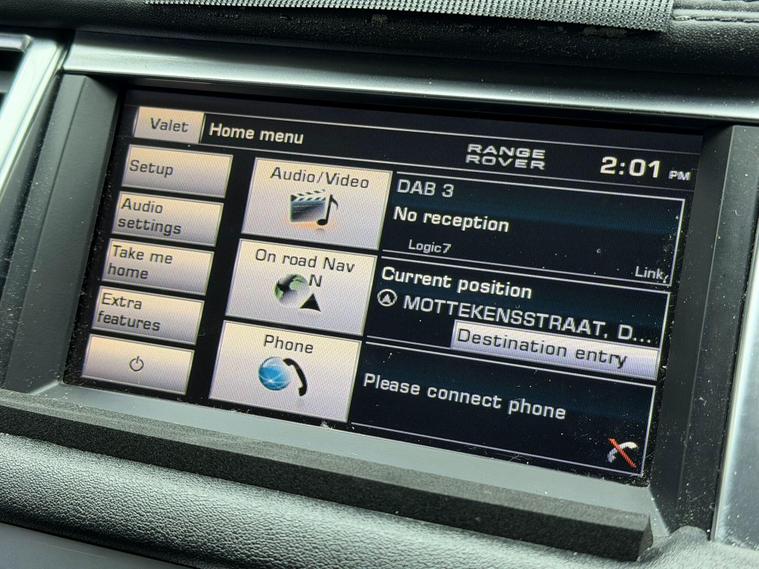 Valet
Home menu
RANGE
ROVER
2:01 PM
Setup
Audio
settings
Take me
home
Extra
features
Audio/Video
On road Nav
N
Phone
DAB 3
No reception
Logic7
Link
Current position
MOTTEKENSSTRAAT, D...
Destination entry
Please connect phone